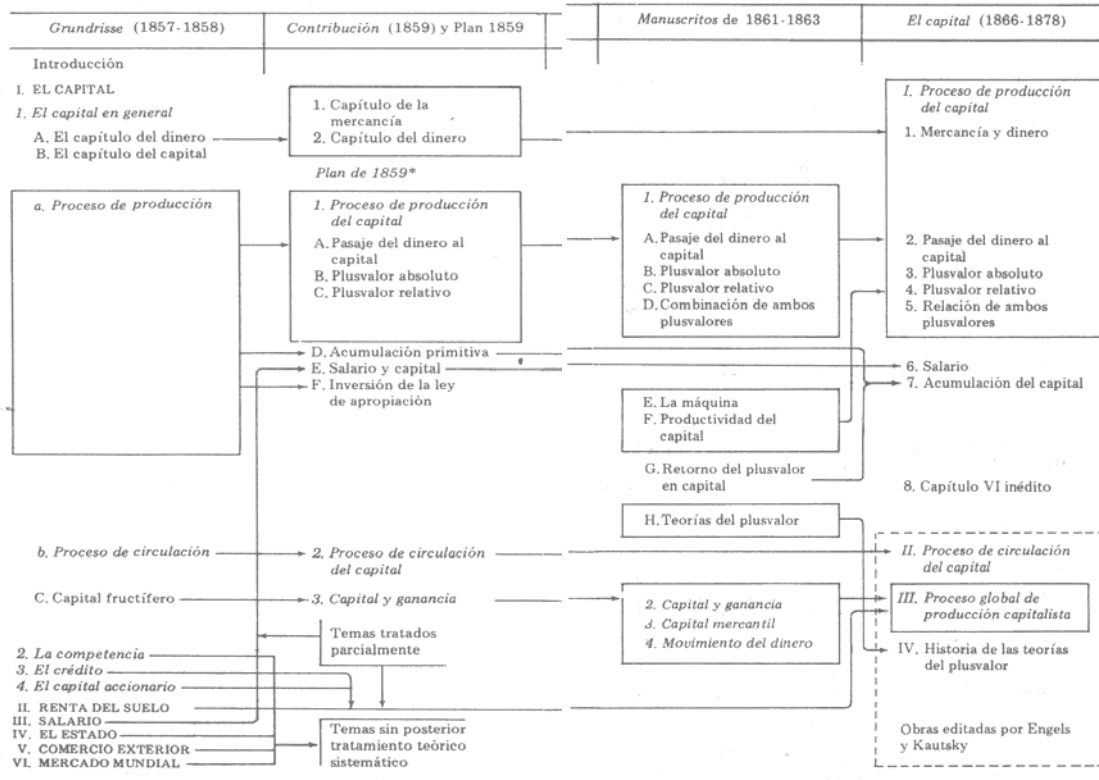 Grundrisse (1857-1858)
Contribución (1859) y Plan 1859
Manuscritos de 1861-1863
El capital (1866-1878)
Introducción
I. EL CAPITAL
1. El capital en general
A. El capítulo del dinero
B. El capítulo del capital
a. Proceso de producción
b. Proceso de circulación
C. Capital fructífero
2. La competencia
3. El crédito
4. El capital accionario
II. RENTA DEL SUELO
III. SALARIO
IV. EL ESTADO
V. COMERCIO EXTERIOR
VI. MERCADO MUNDIAL
1. Capítulo de la
mercancía
2. Capítulo del dinero
Plan de 1859*
1. Proceso de producción
del capital
A. Pasaje del dinero al
capital
B. Plusvalor absoluto
C. Plusvalor relativo
D. Acumulación primitiva
E. Salario y capital
F. Inversión de la ley
de apropiación
2. Proceso de circulación
del capital
3. Capital y ganancia
Temas tratados
parcialmente
Temas sin posterior
tratamiento teórico
sistemático
1. Proceso de producción
del capital
A. Pasaje del dinero al
capital
B. Plusvalor absoluto
C. Plusvalor relativo
D. Combinación de ambos
plusvalores
E. La máquina
F. Productividad del
capital
G. Retorno del plusvalor
en capital
H. Teorías del plusvalor
2. Capital y ganancia
3. Capital mercantil
4. Movimiento del dinero
I. Proceso de producción
del capital
1. Mercancía y dinero
2. Pasaje del dinero al
capital
3. Plusvalor absoluto
4. Plusvalor relativo
5. Relación de ambos
plusvalores
6. Salario
7. Acumulación del capital
8. Capítulo VI inédito
II. Proceso de circulación
del capital
III. Proceso global de
producción capitalista
IV. Historia de las teorías
del plusvalor
Obras editadas por Engels
y Kautsky